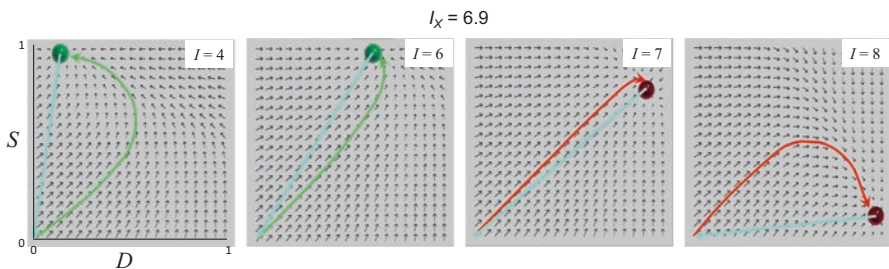 I_X = 6.9
I = 4
I = 6
I = 7
I = 8
1
S
0
0
D
1